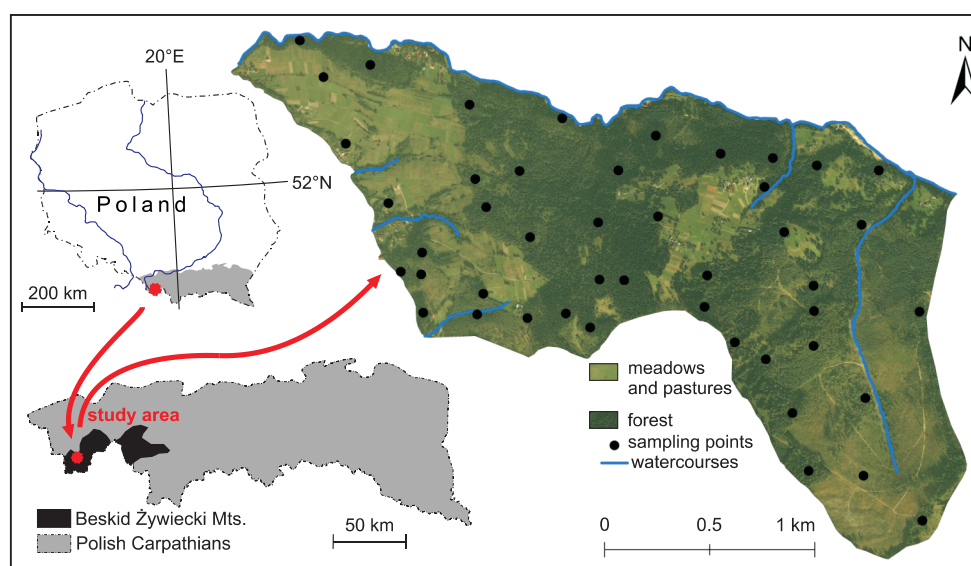 20°E
N
52°N
Poland
200 km
study area
meadows
and pastures
forest
sampling points
watercourses
Beskid Żywiecki Mts.
Polish Carpathians
50 km
0 0.5 1 km